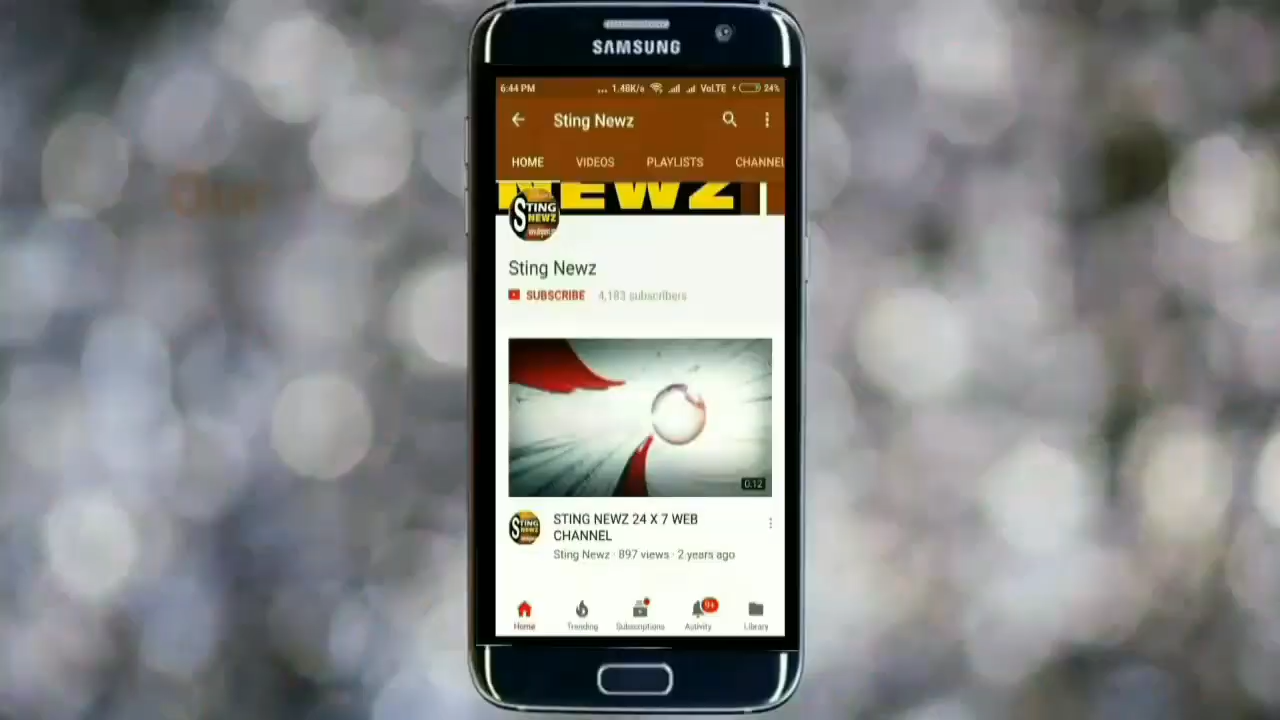 SAMSUNG
6:44 PM ... 1.48K/s VoLTE 24%
Sting Newz
HOME VIDEOS PLAYLISTS CHANNEL
NEWZ
STING
NEWZ
Sting Newz
SUBSCRIBE 4,183 subscribers
0:12
STING NEWZ
STING NEWZ 24 X 7 WEB
CHANNEL
Sting Newz · 897 views · 2 years ago
9+
Home Trending Subscriptions Activity Library